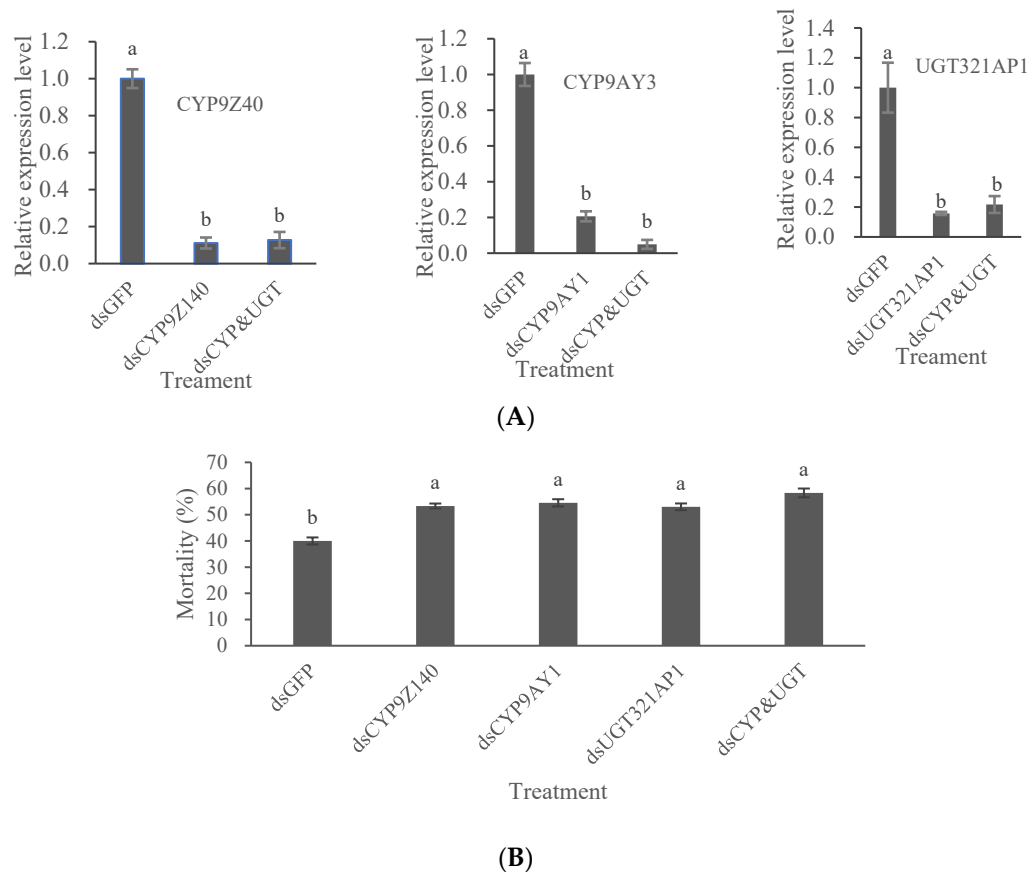 Relative expression level
1.2
1.0
0.8
0.6
0.4
0.2
0.0
a
b
b
CYP9Z40
dsGFP
dsCYP9Z140
dsCYP&UGT
Treament
Relative expression level
1.2
1.0
0.8
0.6
0.4
0.2
0.0
a
b
b
CYP9AY3
dsGFP
dsCYP9AY1
dsCYP&UGT
Treatment
Relative expression level
1.4
1.2
1.0
0.8
0.6
0.4
0.2
0.0
a
b
b
UGT321AP1
dsGFP
dsUGT321AP1
dsCYP&UGT
Treament
(A)
Mortality (%)
70
60
50
40
30
20
10
0
b
a
a
a
a
dsGFP
dsCYP9Z140
dsCYP9AY1
dsUGT321AP1
dsCYP&UGT
Treatment
(B)